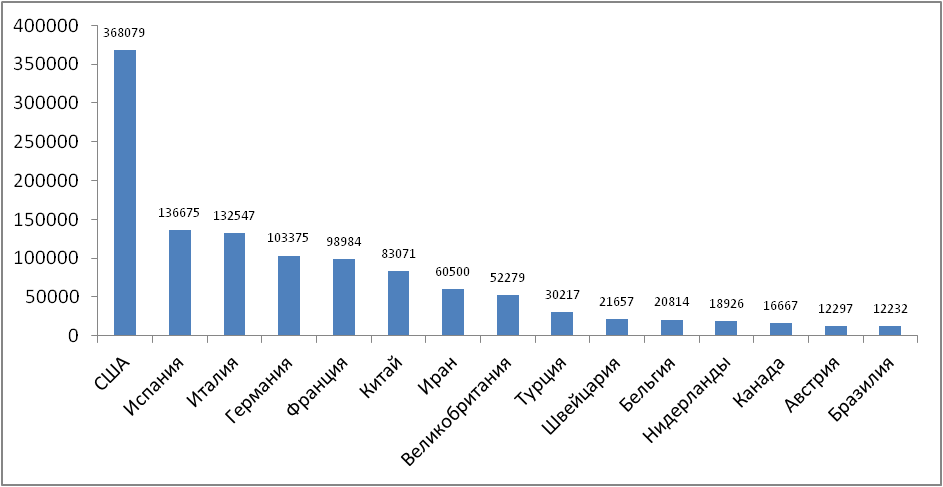 400000
350000
300000
250000
200000
150000
100000
50000
0
368079
136675
132547
103375
98984
83071
60500
52279
30217
21657
20814
18926
16667
12297
12232
США
Испания
Италия
Германия
Франция
Китай
Иран
Великобритания
Турция
Швейцария
Бельгия
Нидерланды
Канада
Австрия
Бразилия